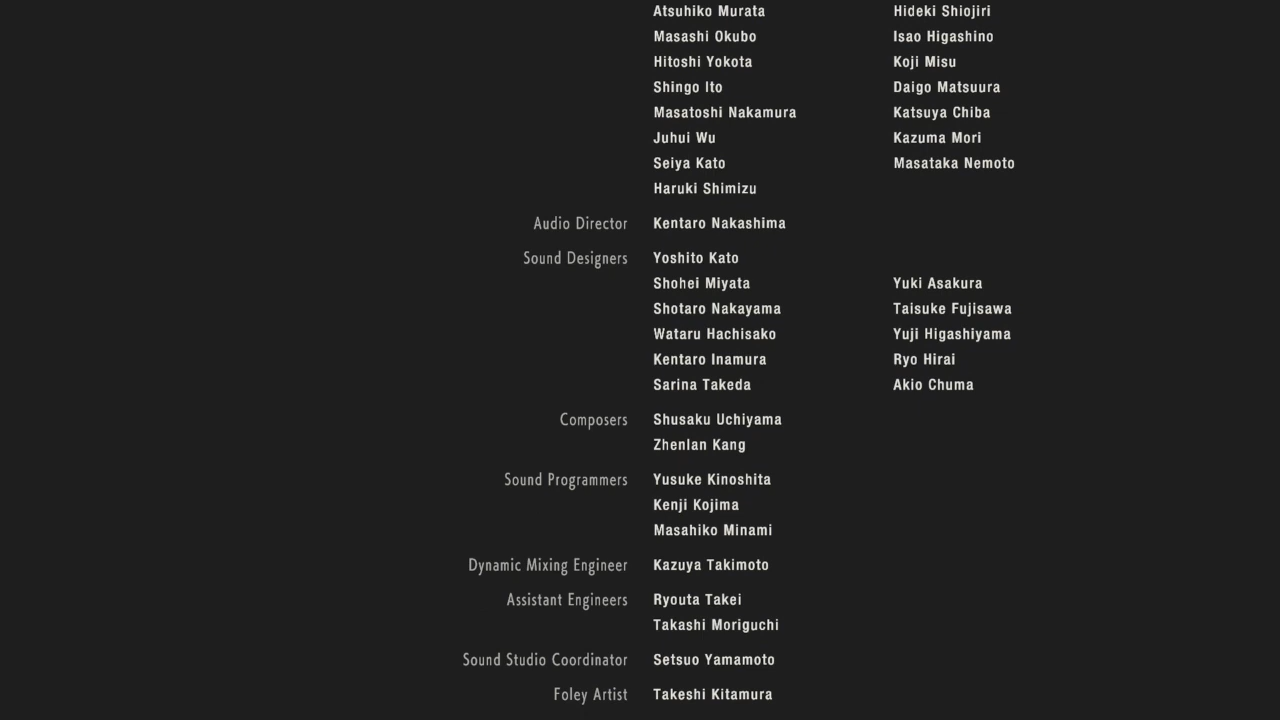 Atsuhiko Murata Hideki Shiojiri
Masashi Okubo Isao Higashino
Hitoshi Yokota Koji Misu
Shingo Ito Daigo Matsuura
Masatoshi Nakamura Katsuya Chiba
Juhui Wu Kazuma Mori
Seiya Kato Masataka Nemoto
Haruki Shimizu
Audio Director Kentaro Nakashima
Sound Designers Yoshito Kato
Shohei Miyata Yuki Asakura
Shotaro Nakayama Taisuke Fujisawa
Wataru Hachisako Yuji Higashiyama
Kentaro Inamura Ryo Hirai
Sarina Takeda Akio Chuma
Composers Shusaku Uchiyama
Zhenlan Kang
Sound Programmers Yusuke Kinoshita
Kenji Kojima
Masahiko Minami
Dynamic Mixing Engineer Kazuya Takimoto
Assistant Engineers Ryouta Takei
Takashi Moriguchi
Sound Studio Coordinator Setsuo Yamamoto
Foley Artist Takeshi Kitamura